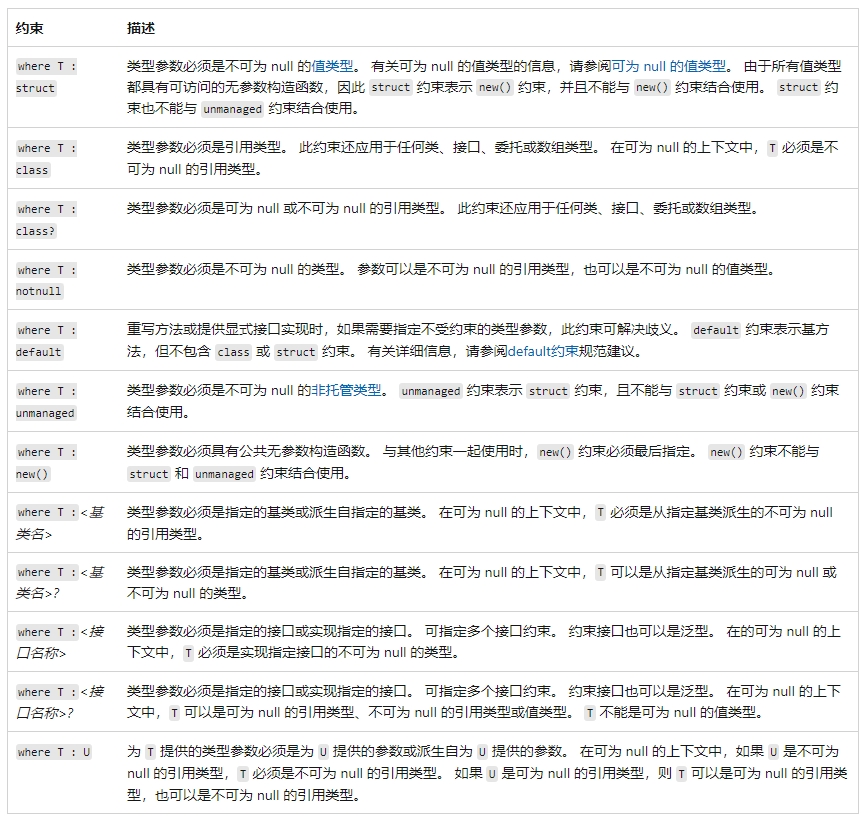 约束 描述
where T : 类型参数必须是不可为 null 的值类型。 有关可为 null 的值类型的信息，请参阅可为 null 的值类型。 由于所有值类型
struct 都具有可访问的无参数构造函数，因此 struct 约束表示 new() 约束，并且不能与 new() 约束结合使用。 struct 约
束也不能与 unmanaged 约束结合使用。
where T : 类型参数必须是引用类型。 此约束还应用于任何类、接口、委托或数组类型。 在可为 null 的上下文中，T 必须是不
class 可为 null 的引用类型。
where T : 类型参数必须是可为 null 或不可为 null 的引用类型。 此约束还应用于任何类、接口、委托或数组类型。
class?
where T : 类型参数必须是不可为 null 的类型。 参数可以是不可为 null 的引用类型，也可以是不可为 null 的值类型。
notnull
where T : 重写方法或提供显式接口实现时，如果需要指定不受约束的类型参数，此约束可解决歧义。 default 约束表示基方
default 法，但不包含 class 或 struct 约束。 有关详细信息，请参阅default约束规范建议。
where T : 类型参数必须是不可为 null 的非托管类型。 unmanaged 约束表示 struct 约束，且不能与 struct 约束或 new() 约束
unmanaged 结合使用。
where T : 类型参数必须具有公共无参数构造函数。 与其他约束一起使用时，new() 约束必须最后指定。 new() 约束不能与
new() struct 和 unmanaged 约束结合使用。
where T :<基 类型参数必须是指定的基类或派生自指定的基类。 在可为 null 的上下文中，T 必须是从指定基类派生的不可为 null
类名> 的引用类型。
where T :<基 类型参数必须是指定的基类或派生自指定的基类。 在可为 null 的上下文中，T 可以是从指定基类派生的可为 null 或
类名>? 不可为 null 的类型。
where T :<接 类型参数必须是指定的接口或实现指定的接口。 可指定多个接口约束。 约束接口也可以是泛型。 在的可为 null 的上
口名称> 下文中，T 必须是实现指定接口的不可为 null 的类型。
where T :<接 类型参数必须是指定的接口或实现指定的接口。 可指定多个接口约束。 约束接口也可以是泛型。 在可为 null 的上下
口名称>? 文中，T 可以是可为 null 的引用类型、不可为 null 的引用类型或值类型。 T 不能是可为 null 的值类型。
where T : U 为 T 提供的类型参数必须是为 U 提供的参数或派生自为 U 提供的参数。 在可为 null 的上下文中，如果 U 是不可为
null 的引用类型，T 必须是不可为 null 的引用类型。 如果 U 是可为 null 的引用类型，则 T 可以是可为 null 的引用类
型，也可以是不可为 null 的引用类型。